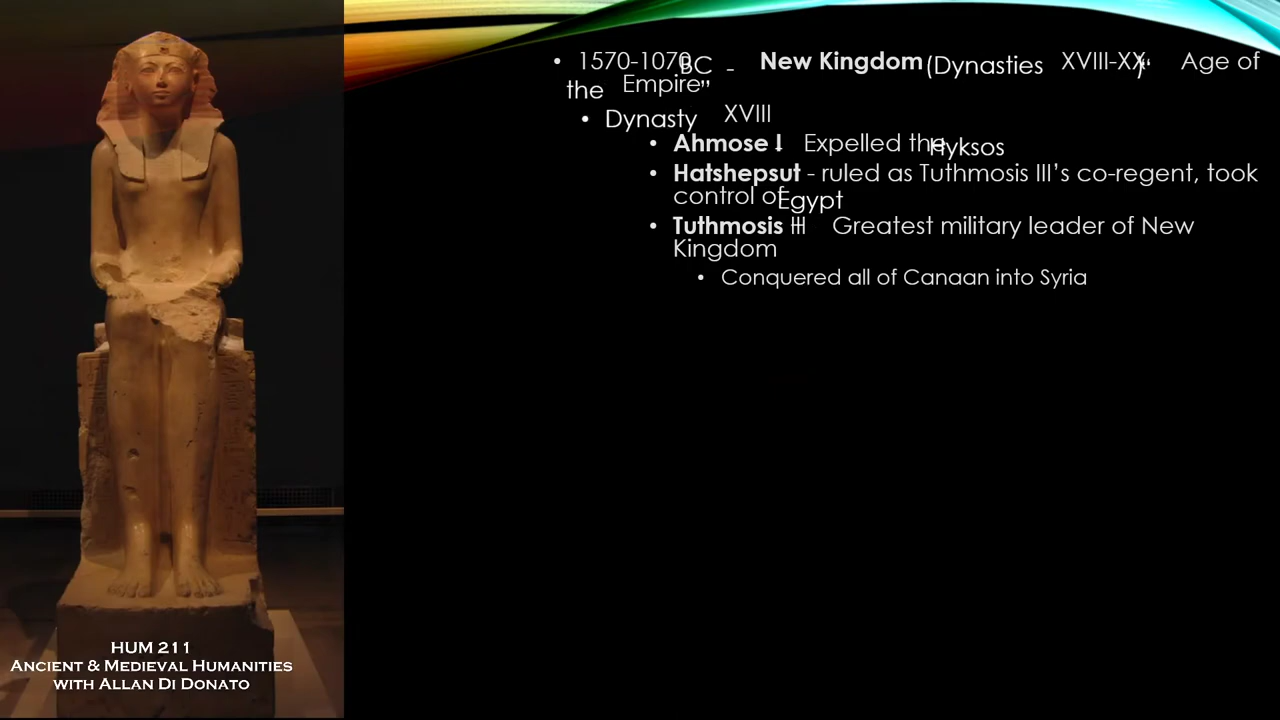 • 1570-1070 BC - New Kingdom (Dynasties XVIII-XX) “Age of
the Empire”
• Dynasty XVIII
• Ahmose I - Expelled the Hyksos
• Hatshepsut - ruled as Tuthmosis III’s co-regent, took
control of Egypt
• Tuthmosis III - Greatest military leader of New
Kingdom
• Conquered all of Canaan into Syria
HUM 211
Ancient & Medieval Humanities
with Allan Di Donato